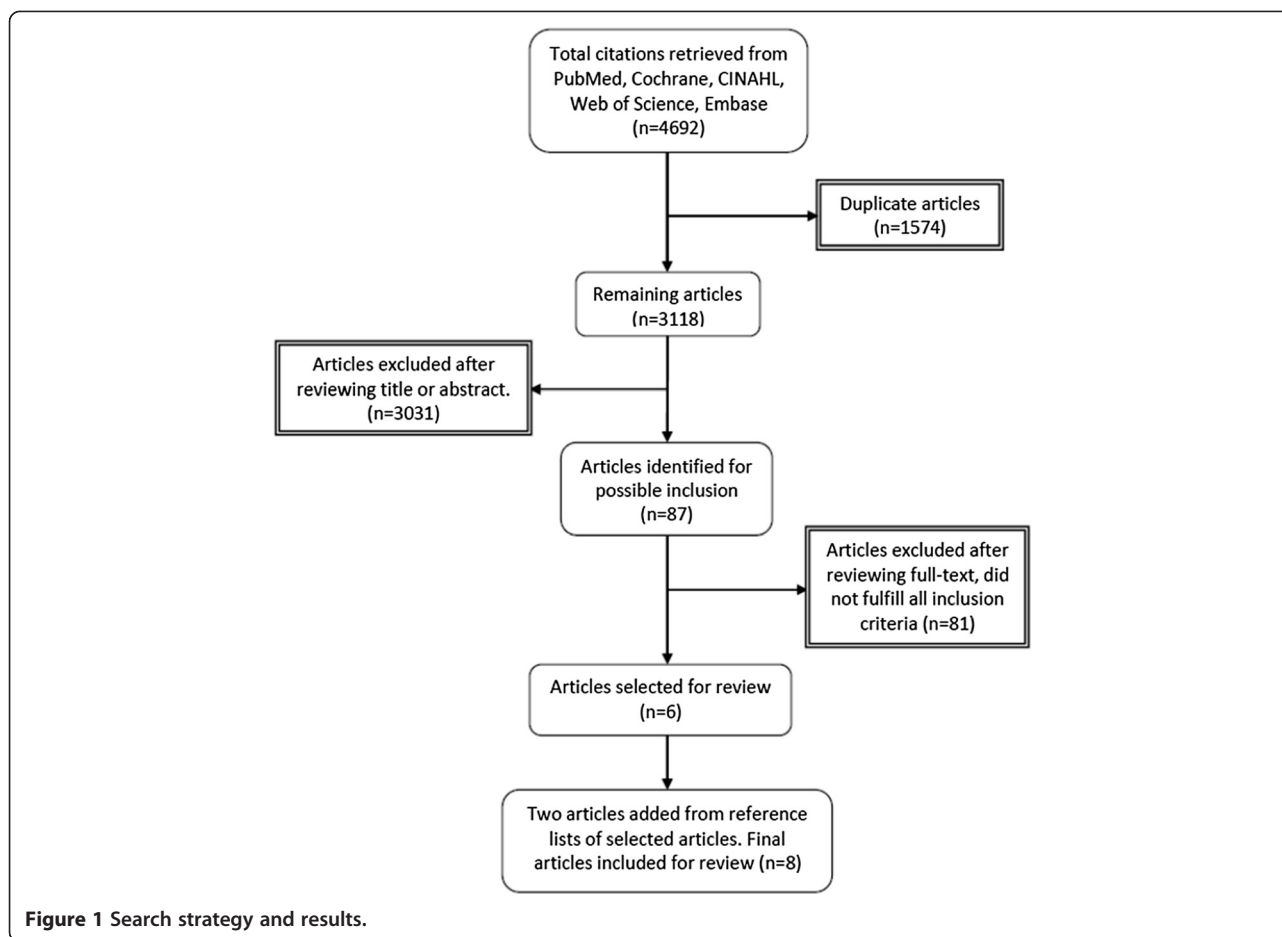 Total citations retrieved from
PubMed, Cochrane, CINAHL,
Web of Science, Embase
(n=4692)
Duplicate articles
(n=1574)
Remaining articles
(n=3118)
Articles excluded after
reviewing title or abstract.
(n=3031)
Articles identified for
possible inclusion
(n=87)
Articles excluded after
reviewing full-text, did
not fulfill all inclusion
criteria (n=81)
Articles selected for review
(n=6)
Two articles added from reference
lists of selected articles. Final
articles included for review (n=8)
Figure 1 Search strategy and results.